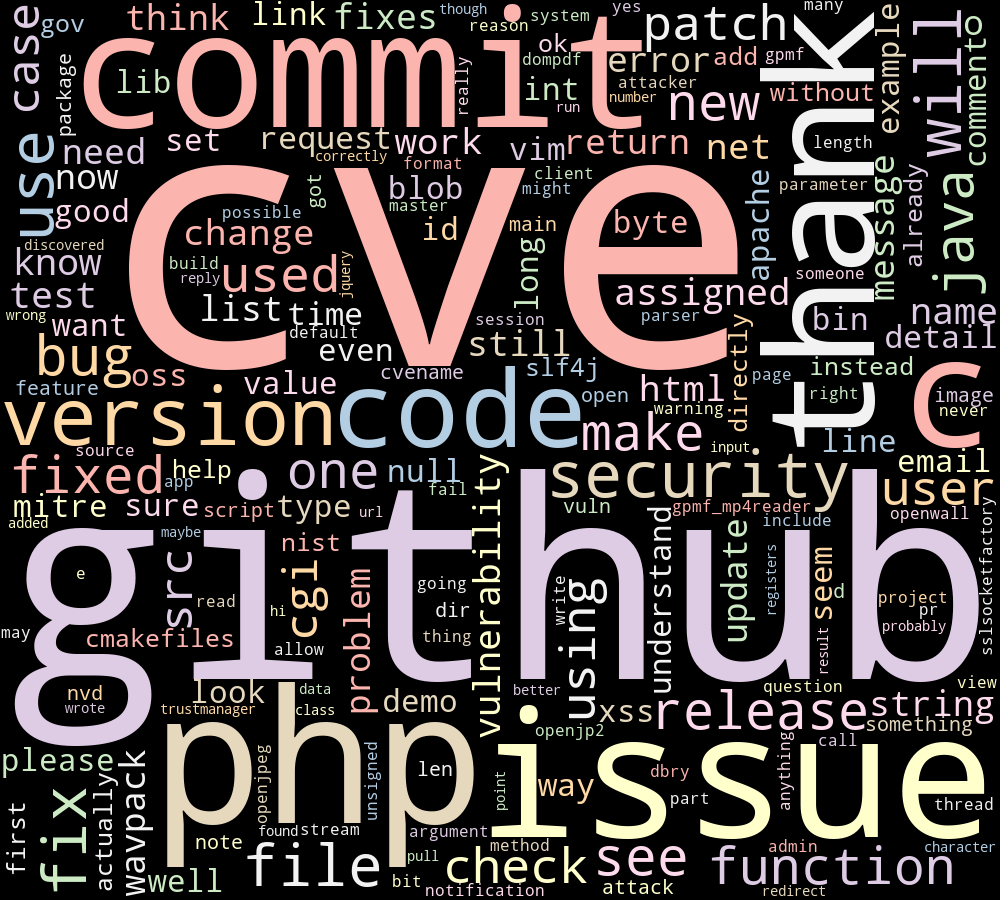 case
gov
think
link
fixes
though
reason
system
yes
many
patch
commit
ok
dompdf
error
add
gpmf
thank
example
will
commento
lib
package
really
int
attacker
number
run
new
without
use
need
set
request
correctly
work
vim
return
net
length
now
format
client
got
blob
might
master
parameter
message
already
java
good
possible
cve
id
main
byte
apache
discovered
change
know
build
reply
used
jquery
long
someone
test
list
time
assigned
parser
bin
name
wrong
want
default
session
detail
bug
even
still
directly
oss
cvename
slf4j
page
instead
feature
value
html
open
right
c
image
never
version
code
warning
make
input
line
source
fixed
app
help
one
null
fail
security
email
user
mitre
sure
script
type
url
vuln
gpmf_mp4reader
include
openwall
added
maybe
github
nist
vulnerability
understand
update
registers
seem
sslsocketfactory
e
src
read
cgi
problem
going
dir
write
using
d
project
pr
probably
may
cmakefiles
hi
allow
thing
result
nvd
wrote
look
trustmanager
data
class
demo
better
question
view
xss
release
string
something
openjp2
please
php
issue
call
anything
wavpack
openjpeg
unsigned
len
point
way
dbry
part
thread
first
fix
actually
note
found
stream
argument
method
admin
character
well
file
pull
bit
check
see
function
notification
attack
redirect